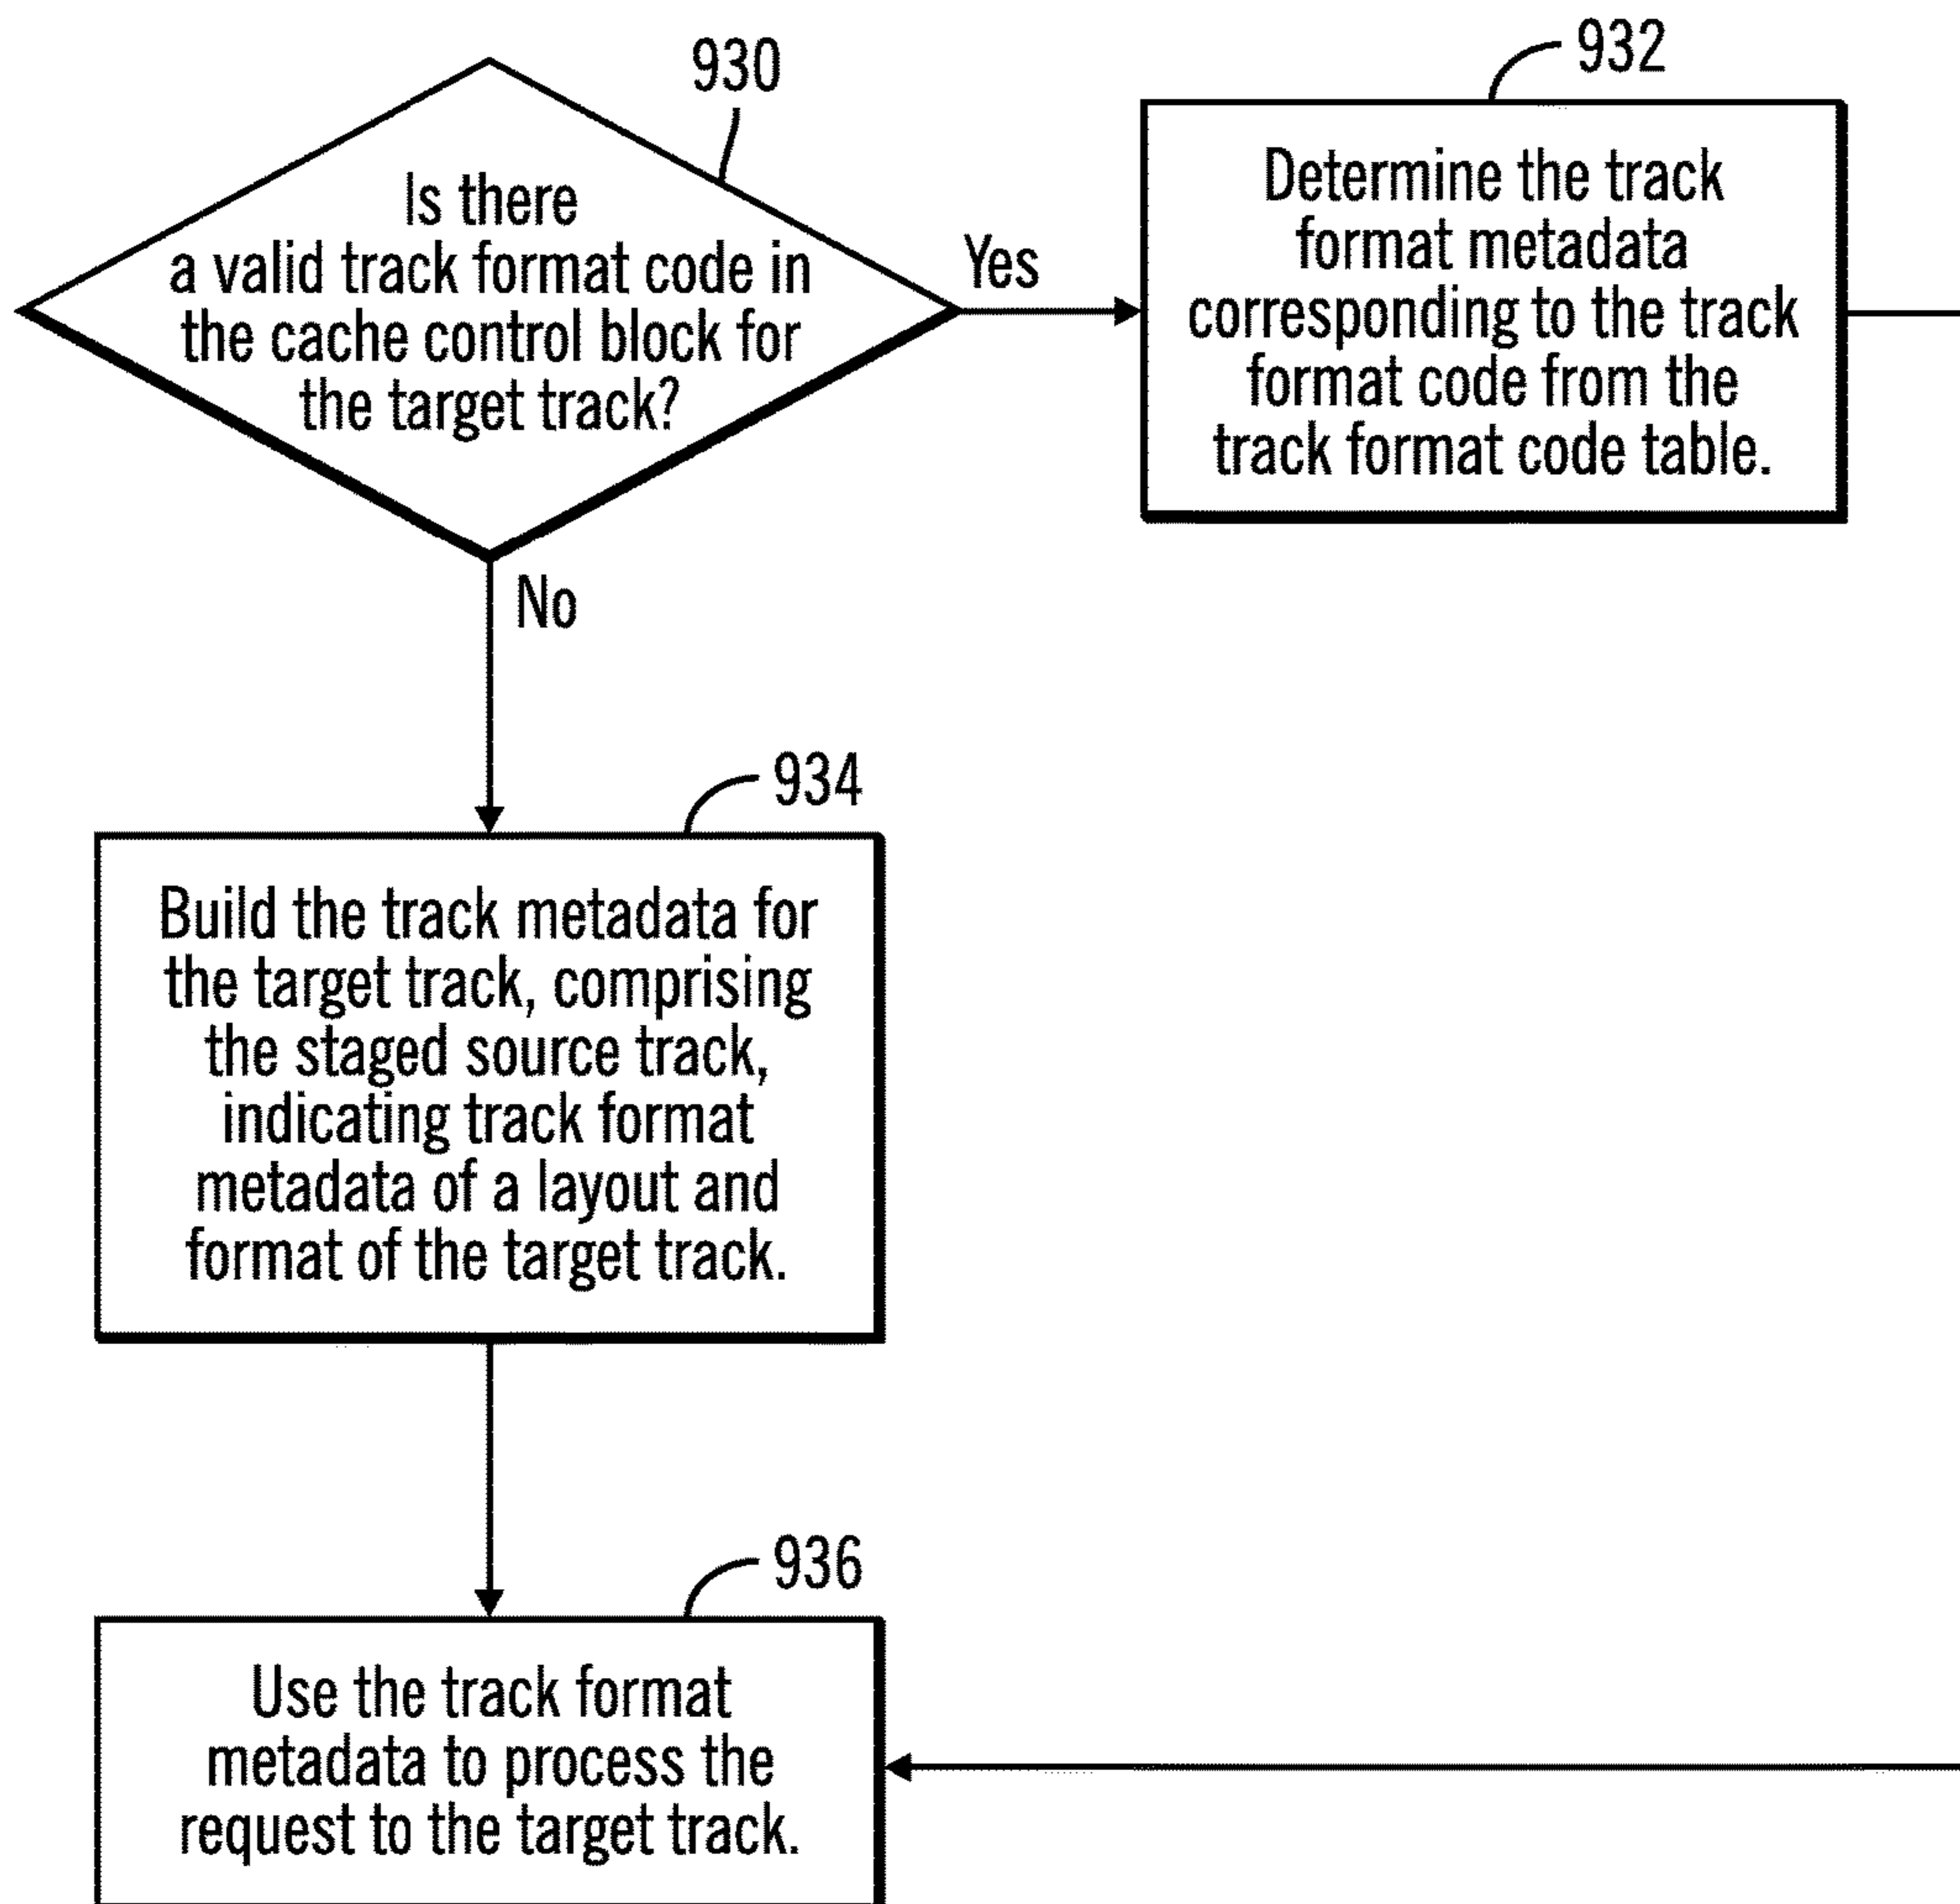 930
Is there
a valid track format code in
the cache control block for
the target track?
Yes
932
Determine the track
format metadata
corresponding to the track
format code from the
track format code table.
No
934
Build the track metadata for
the target track, comprising
the staged source track,
indicating track format
metadata of a layout and
format of the target track.
936
Use the track format
metadata to process the
request to the target track.